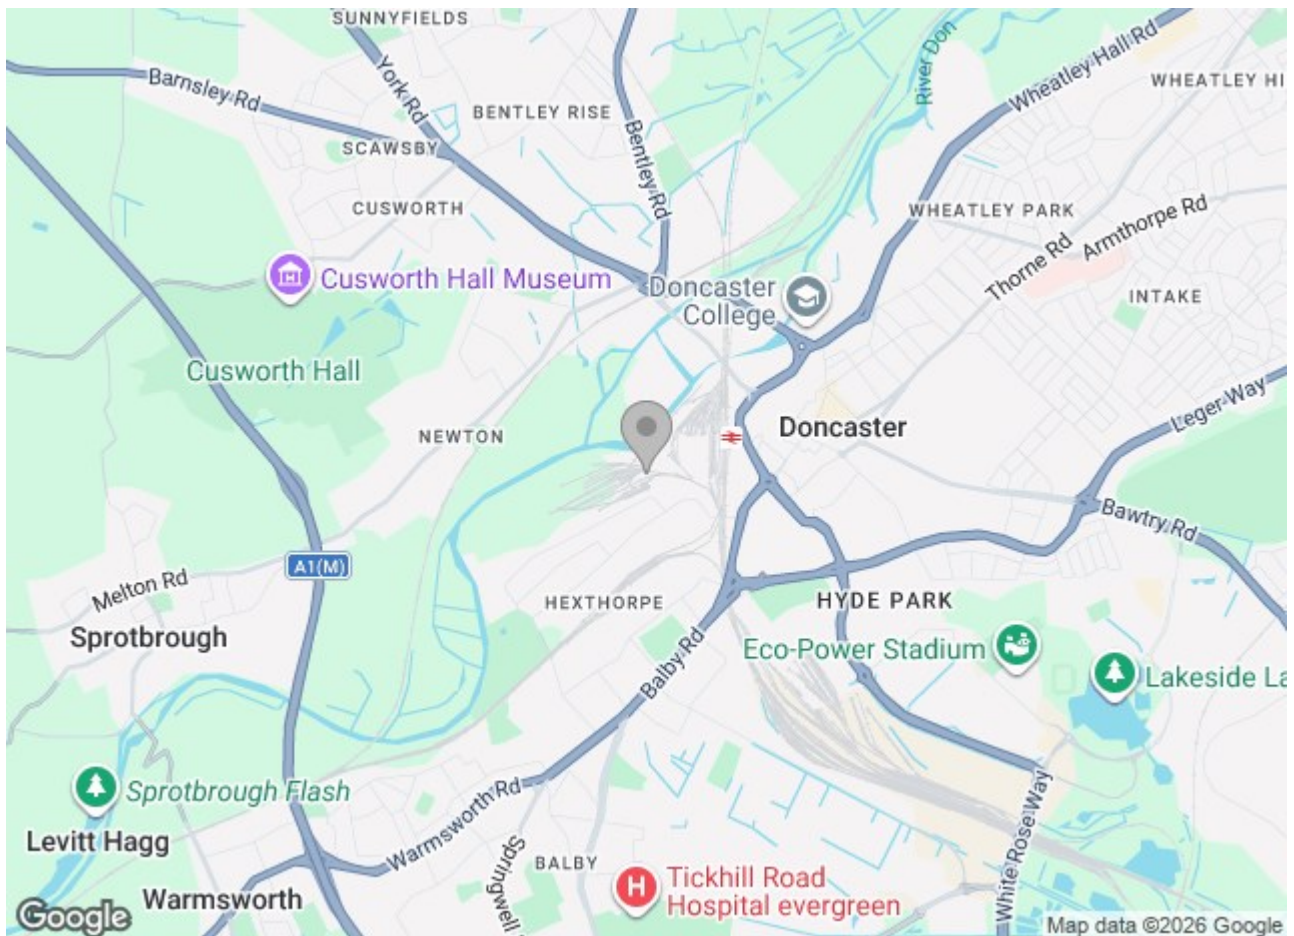 SUNNYFIELDS
Barnsley Rd
York Rd
BENTLEY RISE
SCAWSBY
Bentley Rd
River Don
Wheatley Hall Rd
WHEATLEY HI
CUSWORTH
WHEATLEY PARK
Armthorpe Rd
Thorne Rd
Cusworth Hall Museum
Doncaster
College
INTAKE
Cusworth Hall
Leger Way
NEWTON
Doncaster
Bawtry Rd
A1(M)
Melton Rd
HEXTHORPE
HYDE PARK
Sprotbrough
Balby Rd
Eco-Power Stadium
Lakeside La
Sprotbrough Flash
Levitt Hagg
Warmsworth Rd
White Rose Way
Springwell
BALBY
Tickhill Road
Hospital evergreen
Warmsworth
Google
Map data ©2026 Google